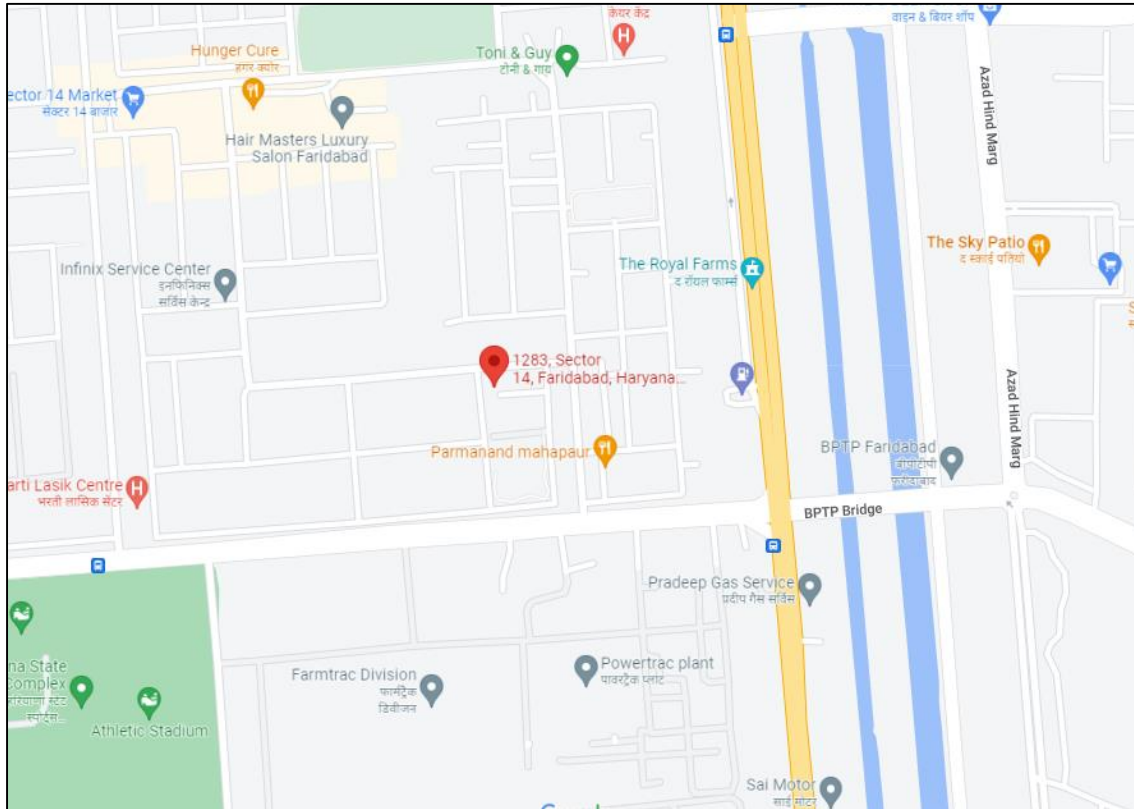 केयर केंद्र
वाइन & बियर शॉप
Hunger Cure
हंगर क्योर
Toni & Guy
टोनी & गाय
ector 14 Market
सेक्टर 14 बाजार
Hair Masters Luxury
Salon Faridabad
Azad Hind Marg
The Sky Patio
द स्काई पतियो
The Royal Farms
द रॉयल फार्म्स
Infinix Service Center
इनफिनिक्स
सर्विस केन्द्र
1283, Sector
14, Faridabad, Haryana...
Azad Hind Marg
Parmanand mahapaur
BPTP Faridabad
बीपीटीपी
फरीदाबाद
arti Lasik Centre
भरती लासिक सेंटर
BPTP Bridge
Pradeep Gas Service
प्रदीप गैस सर्विस
na State
Complex
हरियाणा स्टेट
स्पोर्ट्स...
Farmtrac Division
फार्मट्रैक
डिवीजन
Powertrac plant
पावरट्रैक प्लांट
Athletic Stadium
Sai Motor
साई मोटर